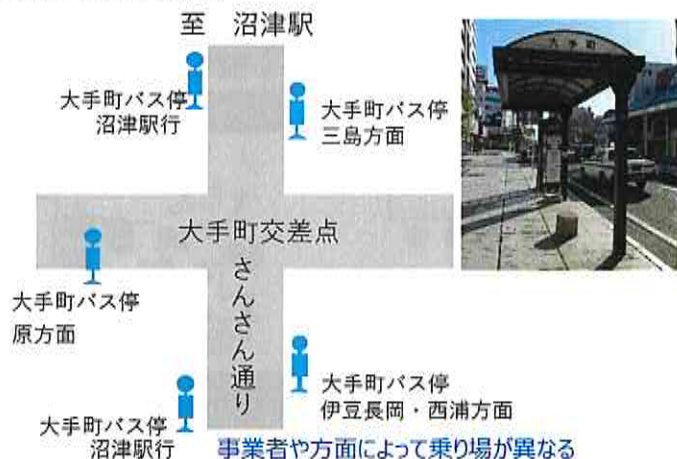 至 沼津駅
大手町バス停
沼津駅行
大手町バス停
三島方面
大手町
大手町交差点
さんさん通り
大手町バス停
原方面
大手町バス停
伊豆長岡・西浦方面
大手町バス停
沼津駅行
事業者や方面によって乗り場が異なる